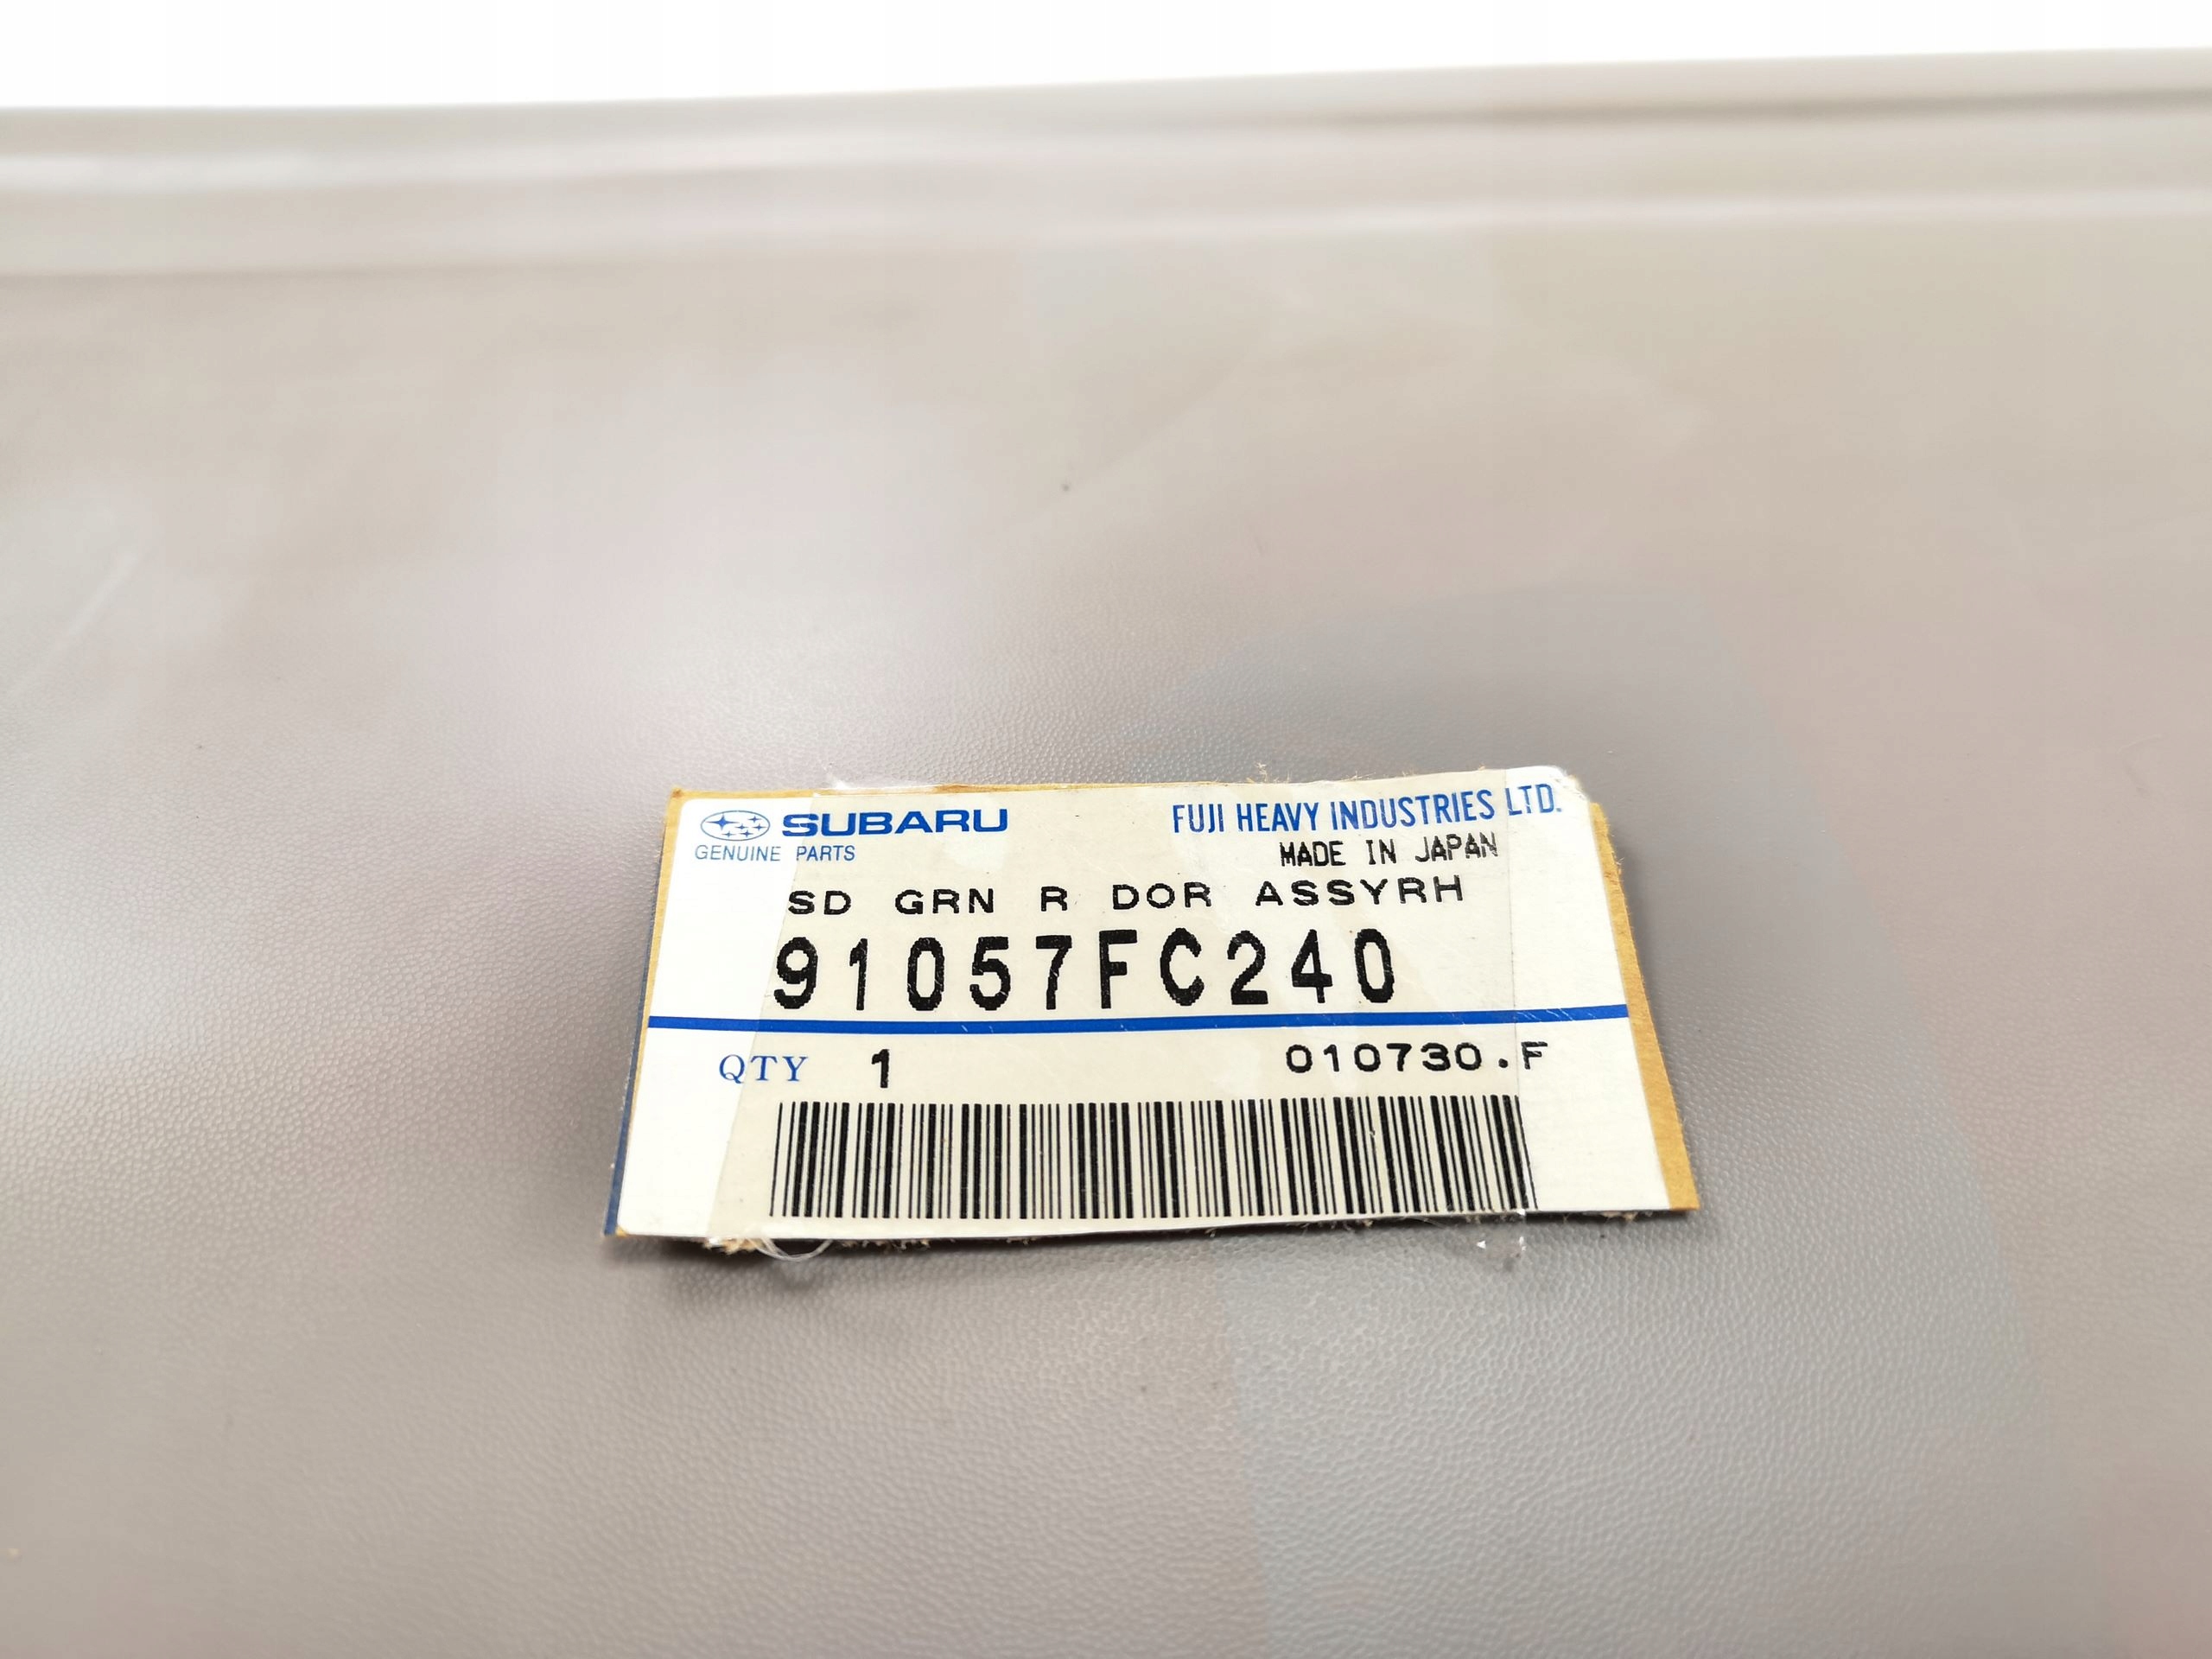 SUBARU FUJI HEAVY INDUSTRIES LTD.
GENUINE PARTS MADE IN JAPAN
SD GRN R DOR ASSYRH
91057FC240
QTY 1 010730.F